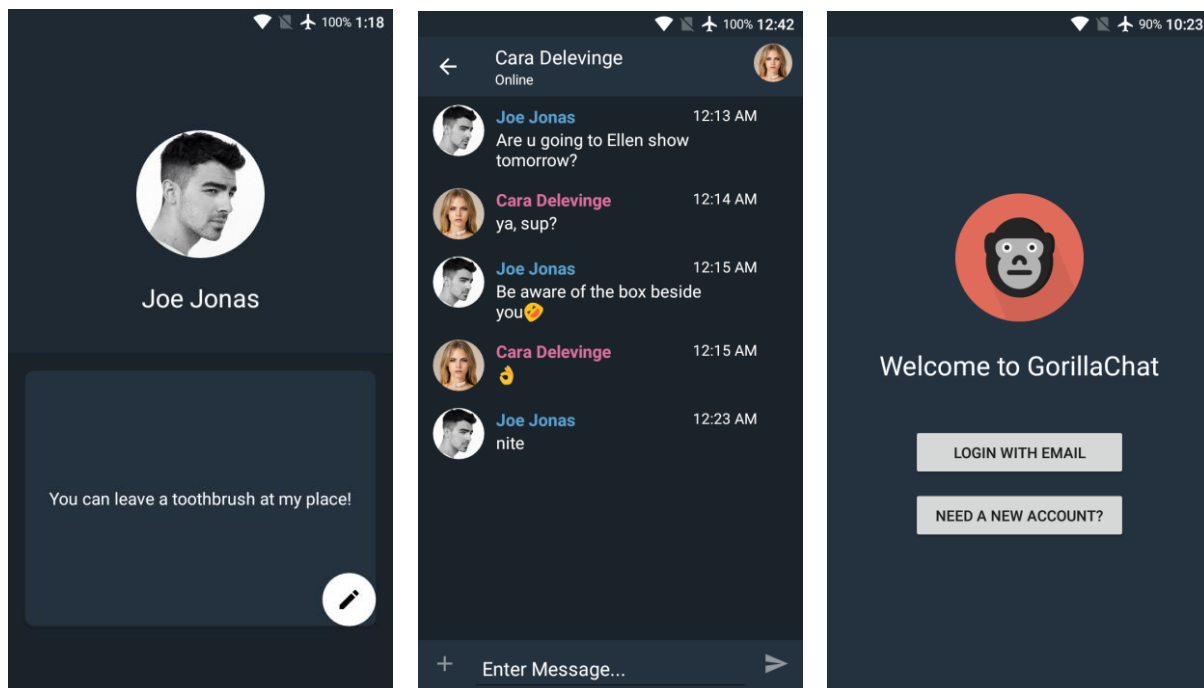 100% 1:18
Joe Jonas
You can leave a toothbrush at my place!
100% 12:42
Cara Delevinge
Online
Joe Jonas 12:13 AM
Are u going to Ellen show
tomorrow?
Cara Delevinge 12:14 AM
ya, sup?
Joe Jonas 12:15 AM
Be aware of the box beside
you🤣
Cara Delevinge 12:15 AM
👌
Joe Jonas 12:23 AM
nite
Enter Message...
90% 10:23
Welcome to GorillaChat
LOGIN WITH EMAIL
NEED A NEW ACCOUNT?